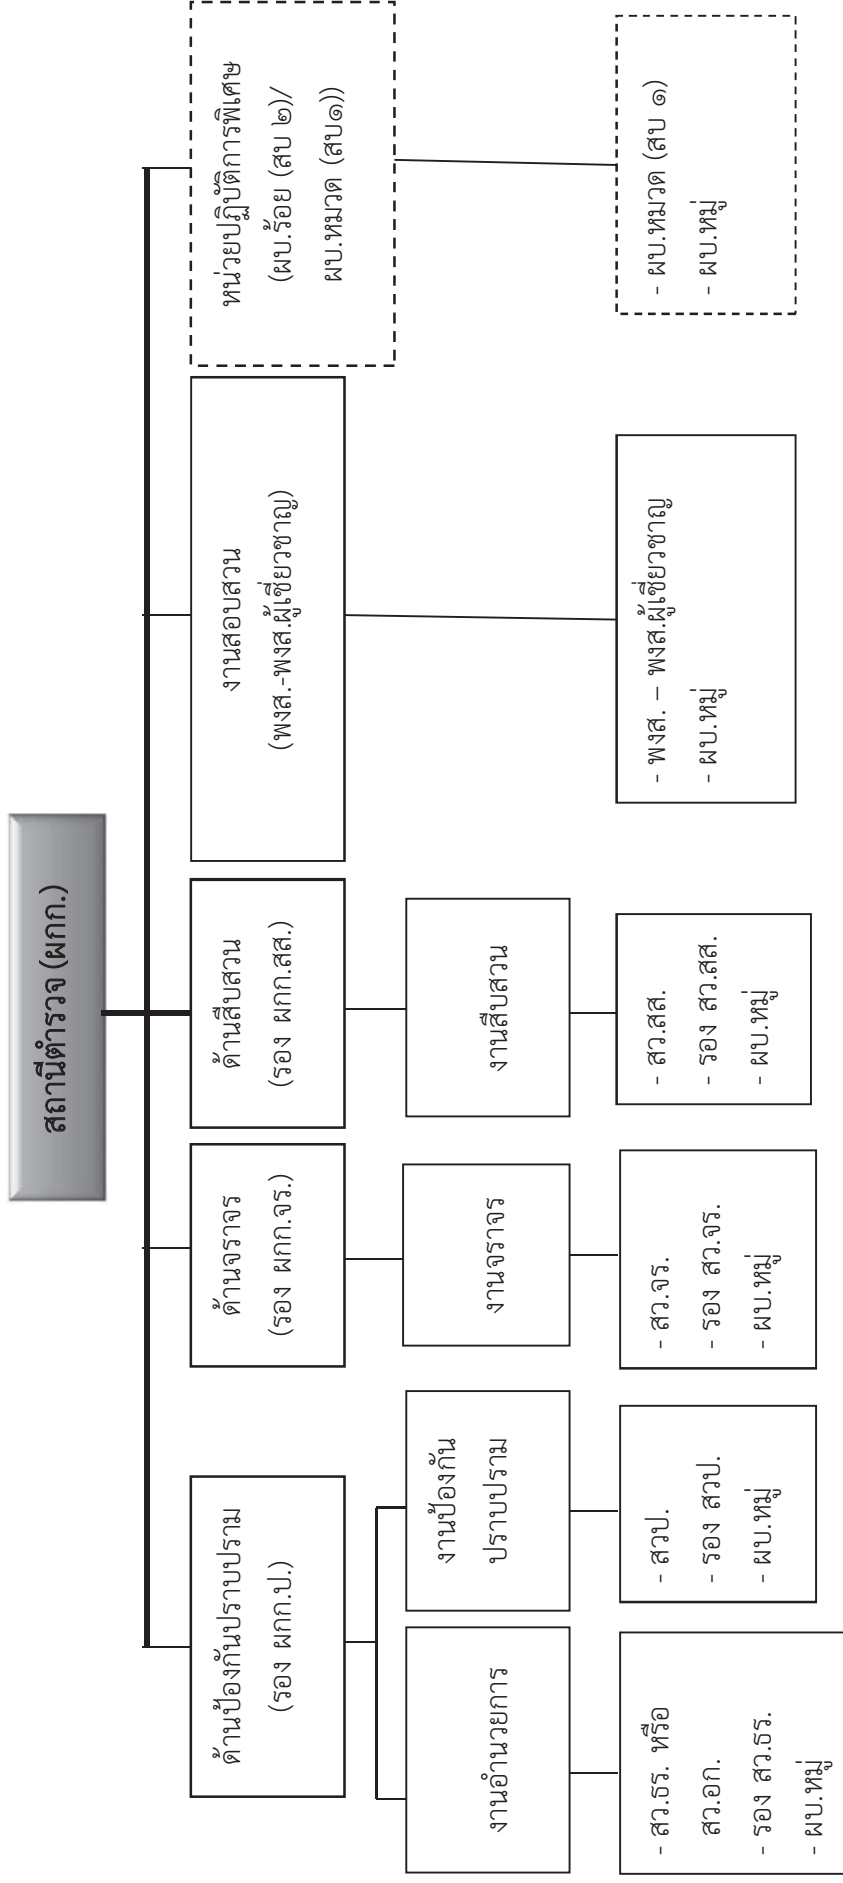 สถานีตำรวจ (ผกก.)
ด้านป้องกันปราบปราม
(รอง ผกก.ป.)
ด้านจราจร
(รอง ผกก.จร.)
ด้านสืบสวน
(รอง ผกก.สส.)
งานสอบสวน
(พงส.-พงส.ผู้เชี่ยวชาญ)
หน่วยปฏิบัติการพิเศษ
(ผบ.ร้อย (สบ ๒)/
ผบ.หมวด (สบ๑))
งานอำนวยการ
งานป้องกัน
ปราบปราม
งานจราจร
งานสืบสวน
- สว.ธร. หรือ
สว.อก.
- รอง สว.ธร.
- ผบ.หมู่
- สวป.
- รอง สวป.
- ผบ.หมู่
- สว.จร.
- รอง สว.จร.
- ผบ.หมู่
- สว.สส.
- รอง สว.สส.
- ผบ.หมู่
- พงส. – พงส.ผู้เชี่ยวชาญ
- ผบ.หมู่
- ผบ.หมวด (สบ ๑)
- ผบ.หมู่